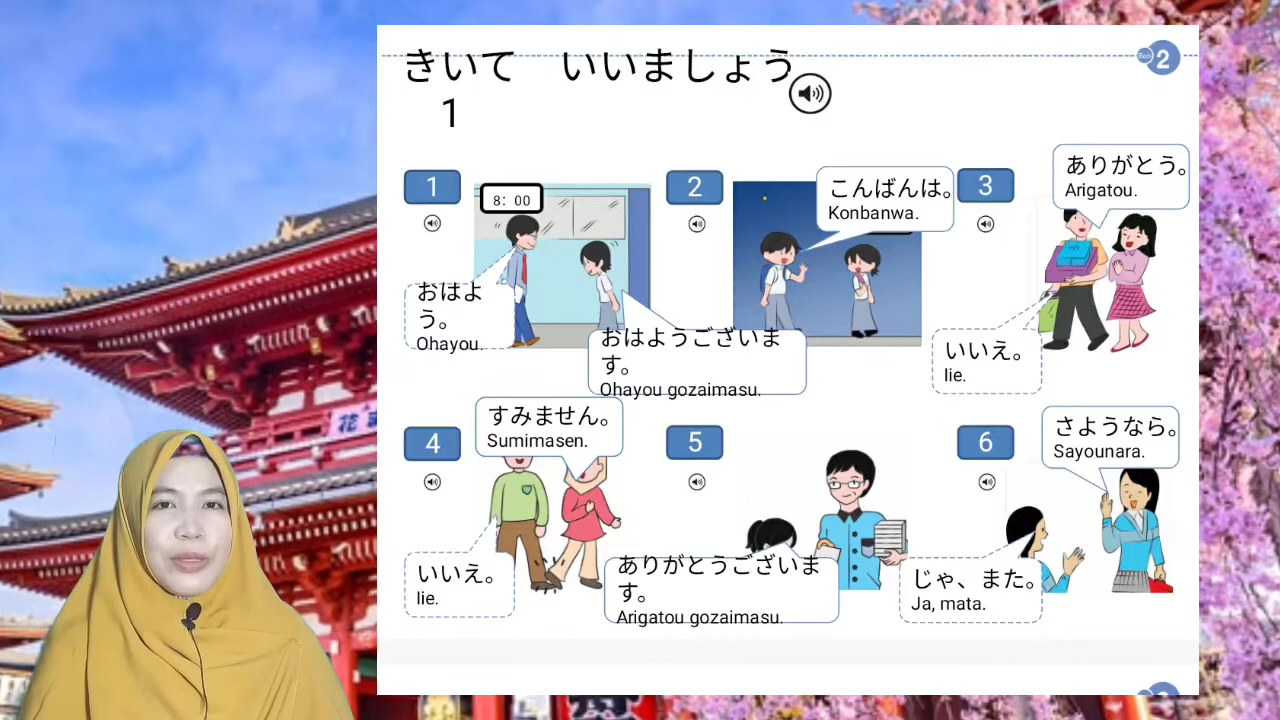 きいて　いいましょう
1
2
1
8：00
おはよ
う。
Ohayou.
おはようございま
す。
Ohayou gozaimasu.
2
こんばんは。
Konbanwa.
3
ありがとう。
Arigatou.
いいえ。
Iie.
4
すみません。
Sumimasen.
いいえ。
Iie.
5
ありがとうございま
す。
Arigatou gozaimasu.
6
さようなら。
Sayounara.
じゃ、また。
Ja, mata.
花